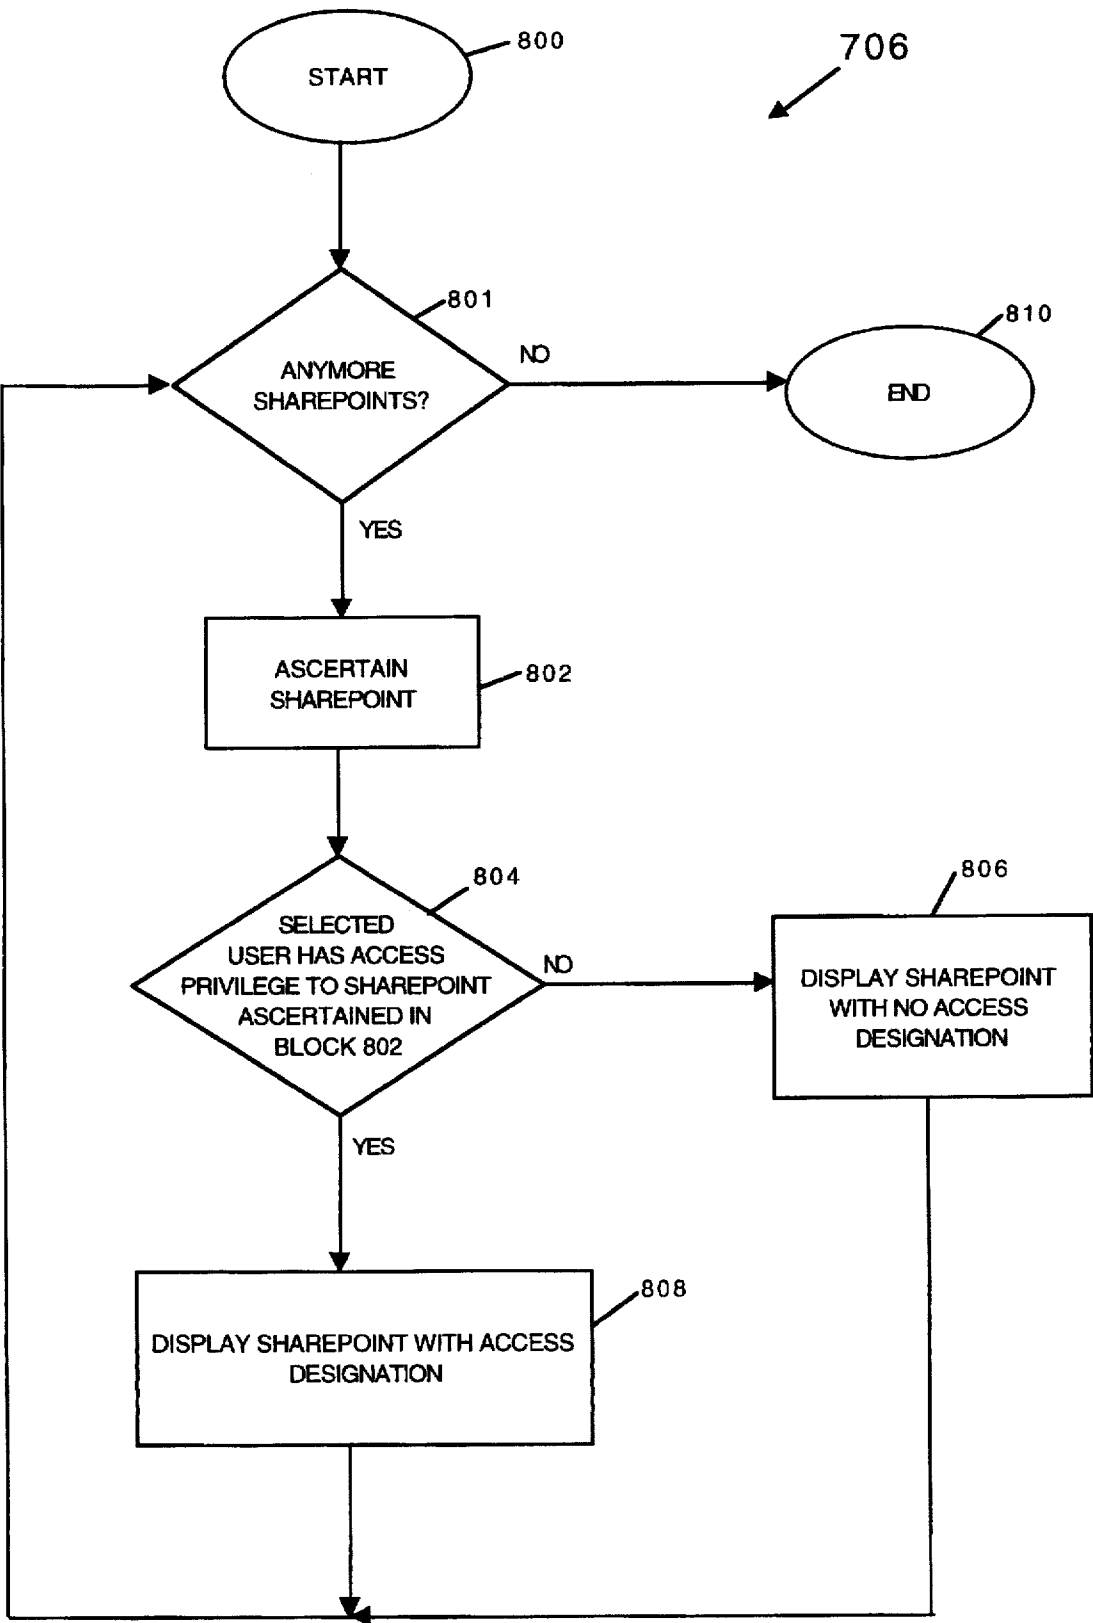 800
START
706
801
ANYMORE
SHAREPOINTS?
NO
810
END
YES
ASCERTAIN
SHAREPOINT
802
804
SELECTED
USER HAS ACCESS
PRIVILEGE TO SHAREPOINT
ASCERTAINED IN
BLOCK 802
NO
806
DISPLAY SHAREPOINT
WITH NO ACCESS
DESIGNATION
YES
808
DISPLAY SHAREPOINT WITH ACCESS
DESIGNATION